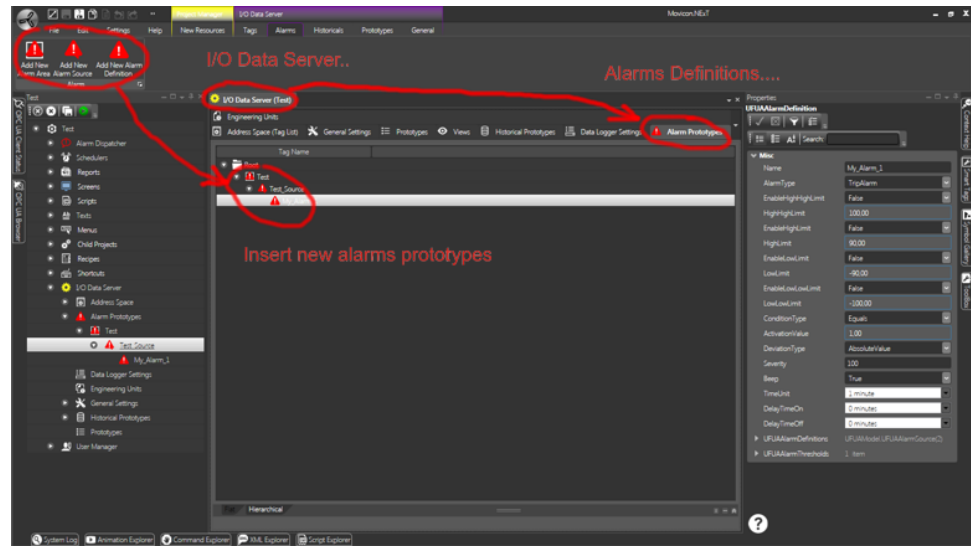 Project Manager I/O Data Server Movicon.NExT
File Edit Settings Help New Resources Tags Alarms Historicals Prototypes General
Add New Alarm Area
Add New Alarm Source
Add New Alarm Definition
Alarm
I/O Data Server..
Alarms Definitions....
Test
Test
Alarm Dispatcher
Schedulers
Reports
Screens
Scripts
Texts
Menus
Child Projects
Recipes
Shortcuts
I/O Data Server
Address Space
Alarm Prototypes
Test
Test Source
My_Alarm_1
Data Logger Settings
Engineering Units
General Settings
Historical Prototypes
Prototypes
User Manager
OPC UA Client Status
OPC UA Browser
I/O Data Server (Test)
Engineering Units
Address Space (Tag List) General Settings Prototypes Views Historical Prototypes Data Logger Settings Alarm Prototypes
Tag Name
Root
Test
Test_Source
Insert new alarms prototypes
Hierarchical
Properties
UFUAAlarmDefinition
Search:
Misc
Name My_Alarm_1
AlarmType TripAlarm
EnableHighHighLimit False
HighHighLimit 100,00
EnableHighLimit False
HighLimit 90,00
EnableLowLimit False
LowLimit -90,00
EnableLowLowLimit False
LowLowLimit -100,00
ConditionType Equals
ActivationValue 1,00
DeviationType AbsoluteValue
Severity 100
Beep True
TimeUnit 1 minute
DelayTimeOn 0 minutes
DelayTimeOff 0 minutes
UFUAAlarmDefinitions UFUAModel.UFUAAlarmSource
UFUAAlarmThresholds 1 item
Context Help
Smart Tags
Symbol Gallery
Toolbox
System Log Animation Explorer Command Explorer XML Explorer Script Explorer